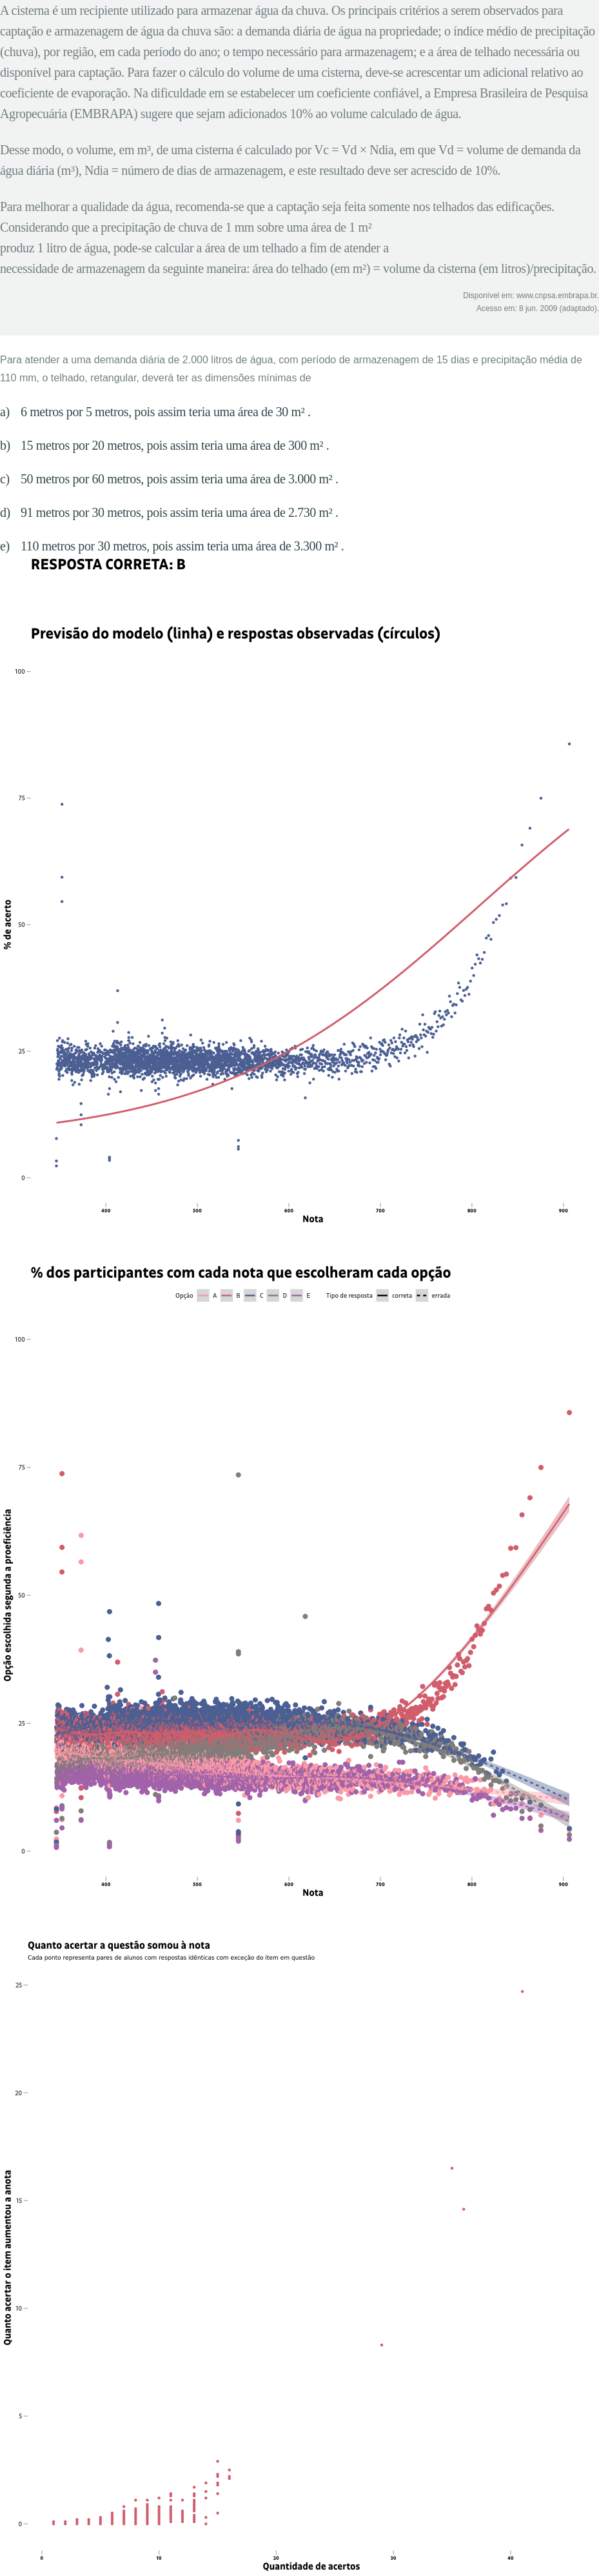 A cisterna é um recipiente utilizado para armazenar água da chuva. Os principais critérios a serem observados para
captação e armazenagem de água da chuva são: a demanda diária de água na propriedade; o índice médio de precipitação
(chuva), por região, em cada período do ano; o tempo necessário para armazenagem; e a área de telhado necessária ou
disponível para captação. Para fazer o cálculo do volume de uma cisterna, deve-se acrescentar um adicional relativo ao
coeficiente de evaporação. Na dificuldade em se estabelecer um coeficiente confiável, a Empresa Brasileira de Pesquisa
Agropecuária (EMBRAPA) sugere que sejam adicionados 10% ao volume calculado de água.
Desse modo, o volume, em m³, de uma cisterna é calculado por Vc = Vd × Ndia, em que Vd = volume de demanda da
água diária (m³), Ndia = número de dias de armazenagem, e este resultado deve ser acrescido de 10%.
Para melhorar a qualidade da água, recomenda-se que a captação seja feita somente nos telhados das edificações.
Considerando que a precipitação de chuva de 1 mm sobre uma área de 1 m²
produz 1 litro de água, pode-se calcular a área de um telhado a fim de atender a
necessidade de armazenagem da seguinte maneira: área do telhado (em m²) = volume da cisterna (em litros)/precipitação.
Disponível em: www.cnpsa.embrapa.br.
Acesso em: 8 jun. 2009 (adaptado).
Para atender a uma demanda diária de 2.000 litros de água, com período de armazenagem de 15 dias e precipitação média de
110 mm, o telhado, retangular, deverá ter as dimensões mínimas de
a) 6 metros por 5 metros, pois assim teria uma área de 30 m² .
b) 15 metros por 20 metros, pois assim teria uma área de 300 m² .
c) 50 metros por 60 metros, pois assim teria uma área de 3.000 m² .
d) 91 metros por 30 metros, pois assim teria uma área de 2.730 m² .
e) 110 metros por 30 metros, pois assim teria uma área de 3.300 m² .
RESPOSTA CORRETA: B
Previsão do modelo (linha) e respostas observadas (círculos)
100
75
50
25
0
% de acerto
400 500 600 700 800 900
Nota
% dos participantes com cada nota que escolheram cada opção
Opção A B C D E Tipo de resposta correta errada
100
75
50
25
0
Opção escolhida segunda a proeficiência
400 500 600 700 800 900
Nota
Quanto acertar a questão somou à nota
Cada ponto representa pares de alunos com respostas idênticas com exceção do item em questão
25
20
15
10
5
0
Quanto acertar o item aumentou a anota
0 10 20 30 40
Quantidade de acertos